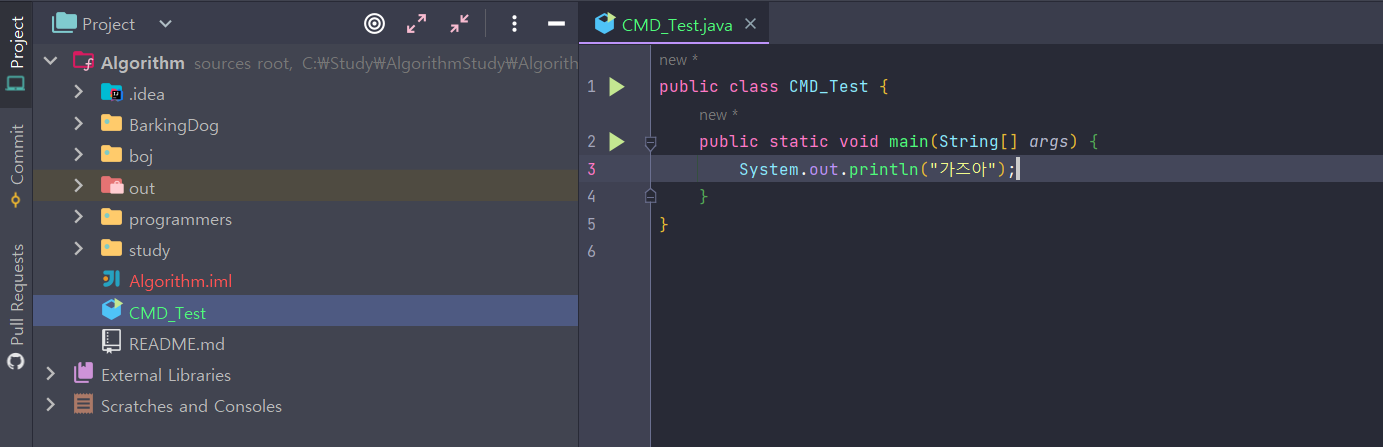 Project
Commit
Pull Requests
Project
Algorithm sources root, C:₩Study₩AlgorithmStudy₩Algorith
.idea
BarkingDog
boj
out
programmers
study
Algorithm.iml
CMD_Test
README.md
External Libraries
Scratches and Consoles
CMD_Test.java
new *
1 public class CMD_Test {
new *
2 public static void main(String[] args) {
3 System.out.println("가즈아");
4 }
5 }
6